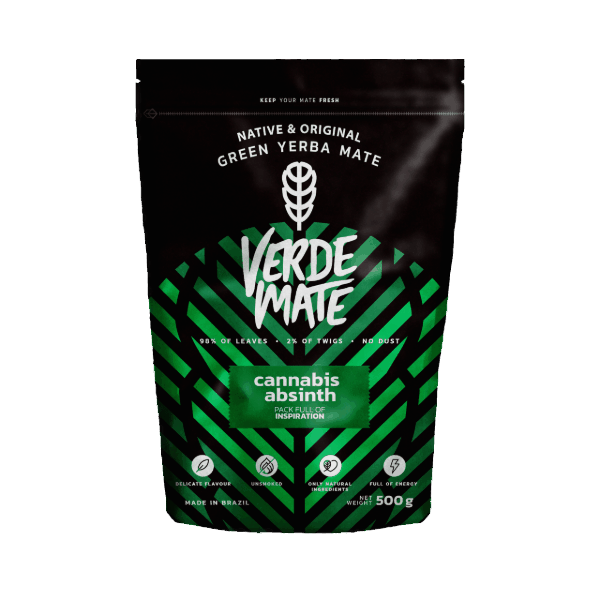 KEEP YOUR MATE FRESH
NATIVE & ORIGINAL
GREEN YERBA MATE
VERDE
MATE
98% OF LEAVES • 2% OF TWIGS • NO DUST
cannabis
absinth
PACK FULL OF
INSPIRATION
DELICATE FLAVOUR
UNSMOKED
ONLY NATURAL
INGREDIENTS
FULL OF ENERGY
MADE IN BRAZIL
NET
WEIGHT 500g